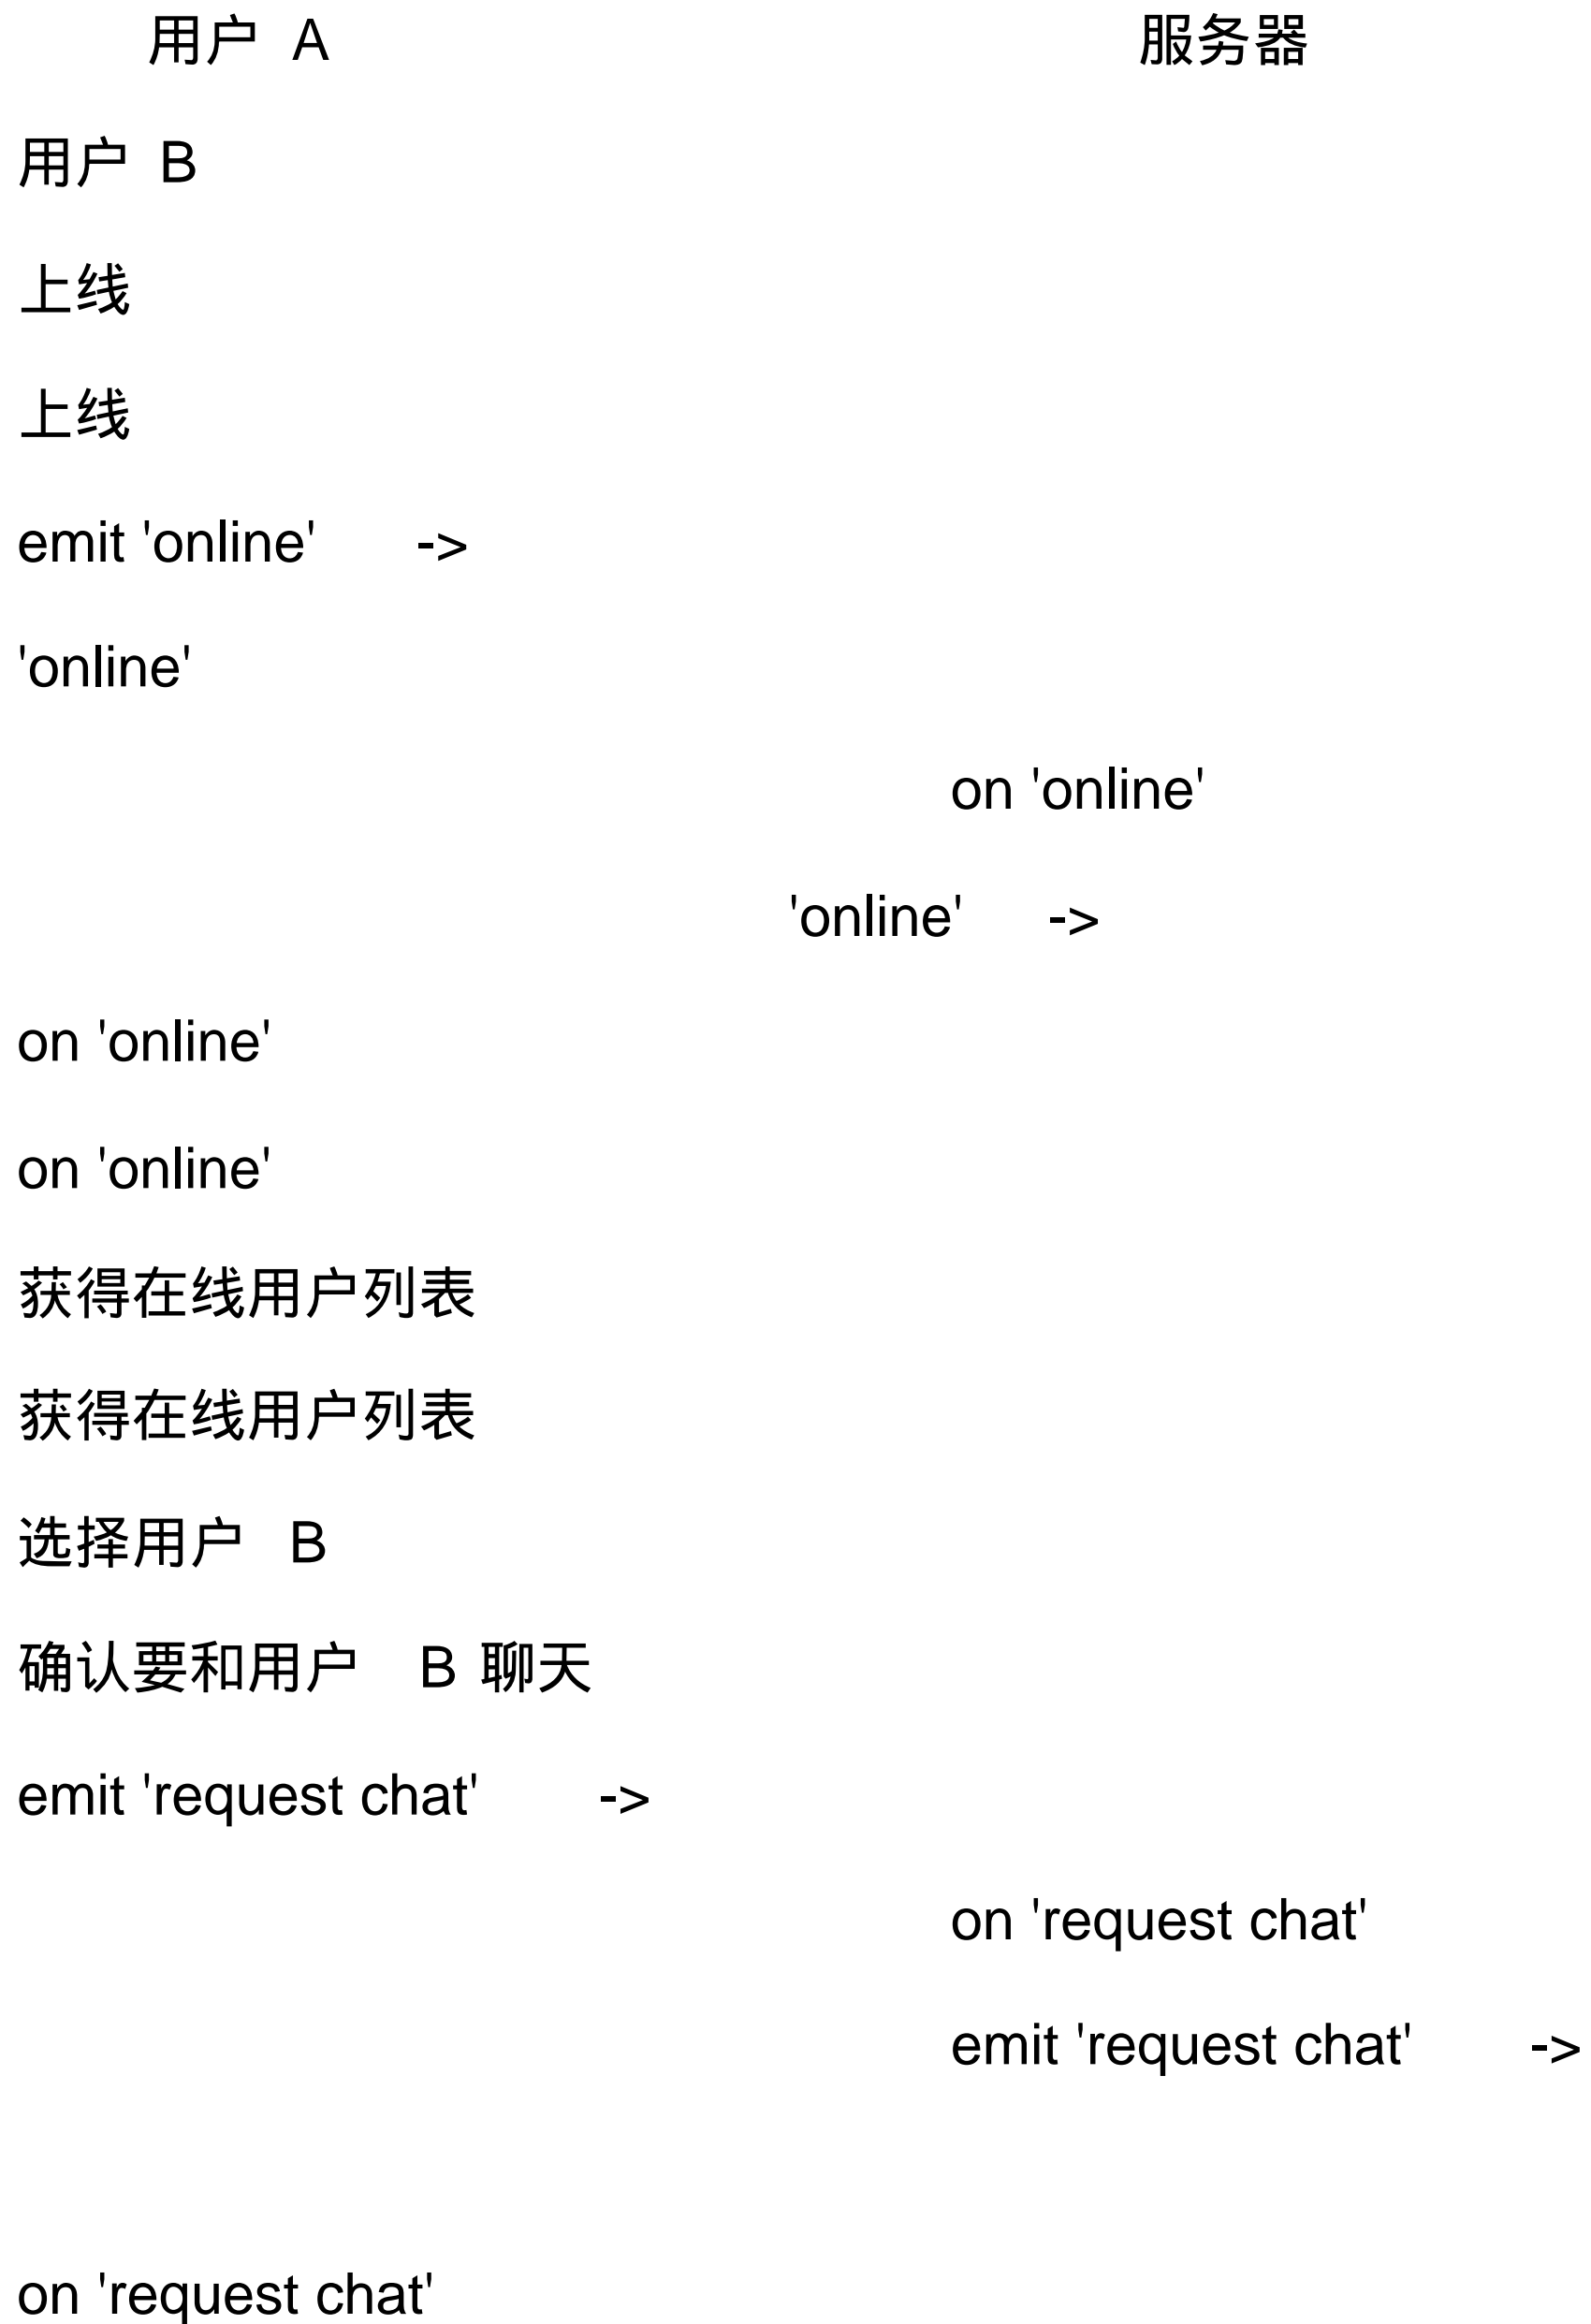 用户 A 服务器
用户 B
上线
上线
emit 'online' ->
'online'
on 'online'
'online' ->
on 'online'
on 'online'
获得在线用户列表
获得在线用户列表
选择用户 B
确认要和用户 B 聊天
emit 'request chat' ->
on 'request chat'
emit 'request chat' ->
on 'request chat'